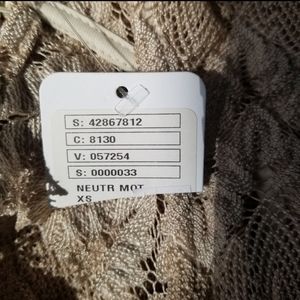 S: 42867812
C: 8130
V: 057254
S: 0000033
NEUTR MOT
XS